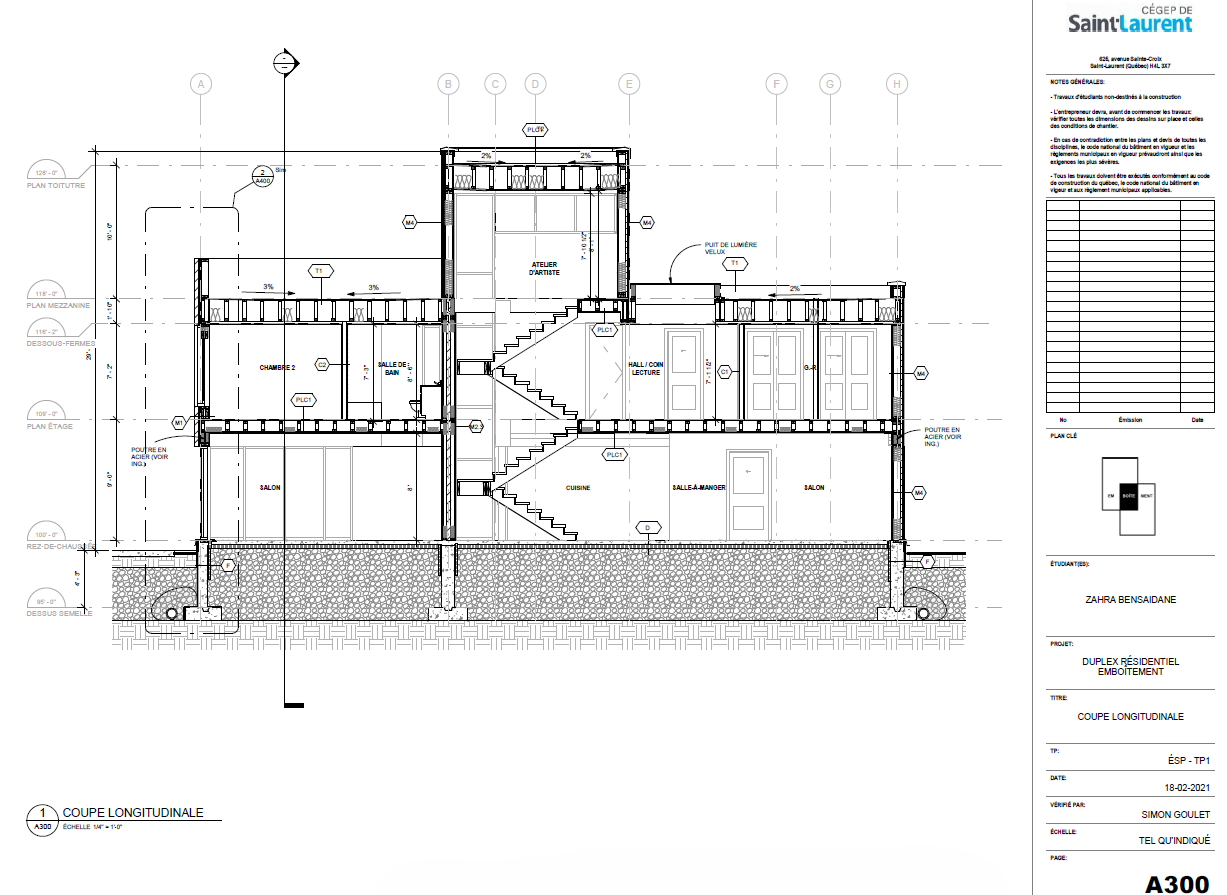 A
B
C
D
E
F
G
H
PLC1
2%
2%
128' - 0"
PLAN TOITUTRE
2
A400
Sim
M4
M4
10'- 0"
7' - 10 1/2"
8' - 1"
ATELIER
D'ARTISTE
PUIT DE LUMIÈRE
VELUX
T1
T1
3%
3%
2%
118' - 0"
PLAN MEZZANINE
1' - 10"
116' - 2"
DESSOUS-FERMES
29'-
PLC1
CHAMBRE 2
C2
SALLE DE
BAIN
7' - 3"
8' - 6"
HALL / COIN
LECTURE
7' - 1 1/2"
C1
G.-R
M4
7' - 2"
PLC1
109' - 0"
PLAN ÉTAGE
M1
POUTRE EN
ACIER (VOIR
ING.)
PLC1
POUTRE EN
ACIER (VOIR
ING.)
9' - 0"
SALON
8'
CUISINE
SALLE-À-MANGER
SALON
M4
100' - 0"
REZ-DE-CHAUSSÉE
D
F
F
4' - 3"
95' - 0"
DESSUS SEMELLE
1
A300
COUPE LONGITUDINALE
ÉCHELLE 1/4" = 1'-0"
CÉGEP DE
Saint-Laurent
625, avenue Sainte-Croix
Saint-Laurent (Québec) H4L 3X7
NOTES GÉNÉRALES:
- Travaux d'étudiants non-destinés à la construction
- L'entrepreneur devra, avant de commencer les travaux:
vérifier toutes les dimensions des dessins sur place et celles
des conditions de chantier.
- En cas de contradiction entre les plans et devis de toutes les
disciplines, le code national du bâtiment en vigueur et les
règlements municipaux en vigueur prévaudront ainsi que les
exigences les plus sévères.
- Tous les travaux doivent être exécutés conformément au code
de construction du québec, le code national du bâtiment en
vigeur et aux règlement municipaux applicables.
No
Émission
Date
PLAN CLÉ
EM
BOÎTE
MENT
ÉTUDIANT(ES):
ZAHRA BENSAIDANE
PROJET:
DUPLEX RÉSIDENTIEL
EMBOÎTEMENT
TITRE:
COUPE LONGITUDINALE
TP:
ÉSP - TP1
DATE:
18-02-2021
VÉRIFIÉ PAR:
SIMON GOULET
ÉCHELLE:
TEL QU'INDIQUÉ
PAGE:
A300